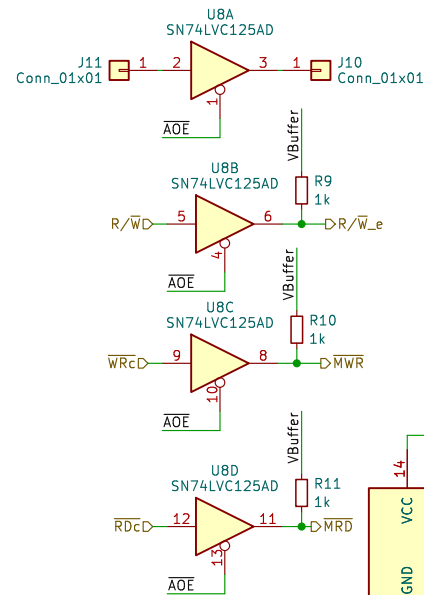 U8A
SN74LVC125AD
J11
Conn_01x01
1
2
3
1
J10
Conn_01x01
1
AOE
VBuffer
U8B
SN74LVC125AD
R9
1k
R/W
5
6
R/W_e
4
AOE
VBuffer
U8C
SN74LVC125AD
R10
1k
WRc
9
8
MWR
10
AOE
VBuffer
U8D
SN74LVC125AD
R11
1k
RDc
12
11
MRD
13
AOE
14
VCC
GND